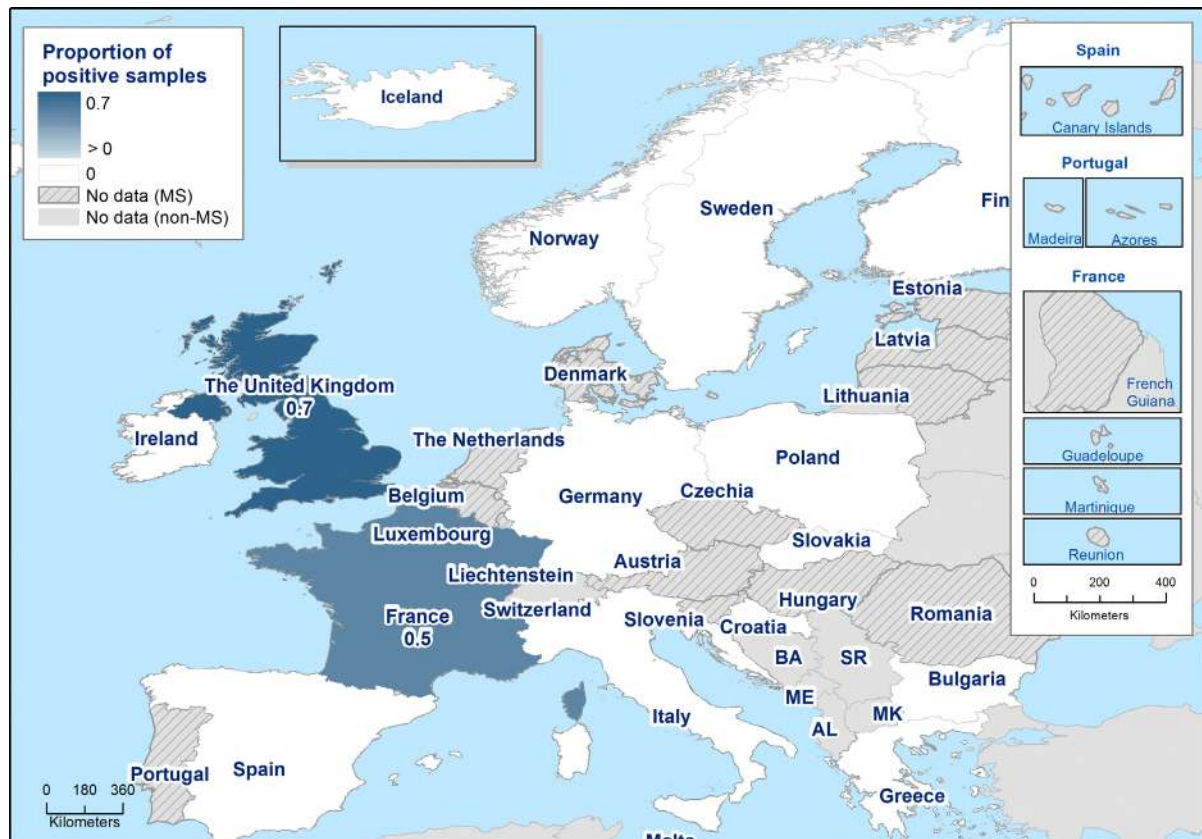 Proportion of
positive samples
0.7
> 0
0
No data (MS)
No data (non-MS)
Iceland
Spain
Canary Islands
Portugal
Madeira
Azores
France
French
Guiana
Guadeloupe
Martinique
Reunion
0 200 400
Kilometers
Sweden
Fin
Norway
Estonia
Latvia
Denmark
Lithuania
The United Kingdom
0.7
Ireland
The Netherlands
Poland
Belgium
Germany
Czechia
Luxembourg
Slovakia
Austria
Liechtenstein
Hungary
Switzerland
France
0.5
Slovenia
Romania
Croatia
BA
SR
Bulgaria
ME
Italy
MK
AL
Portugal
Spain
Greece
0 180 360
Kilometers
Malta